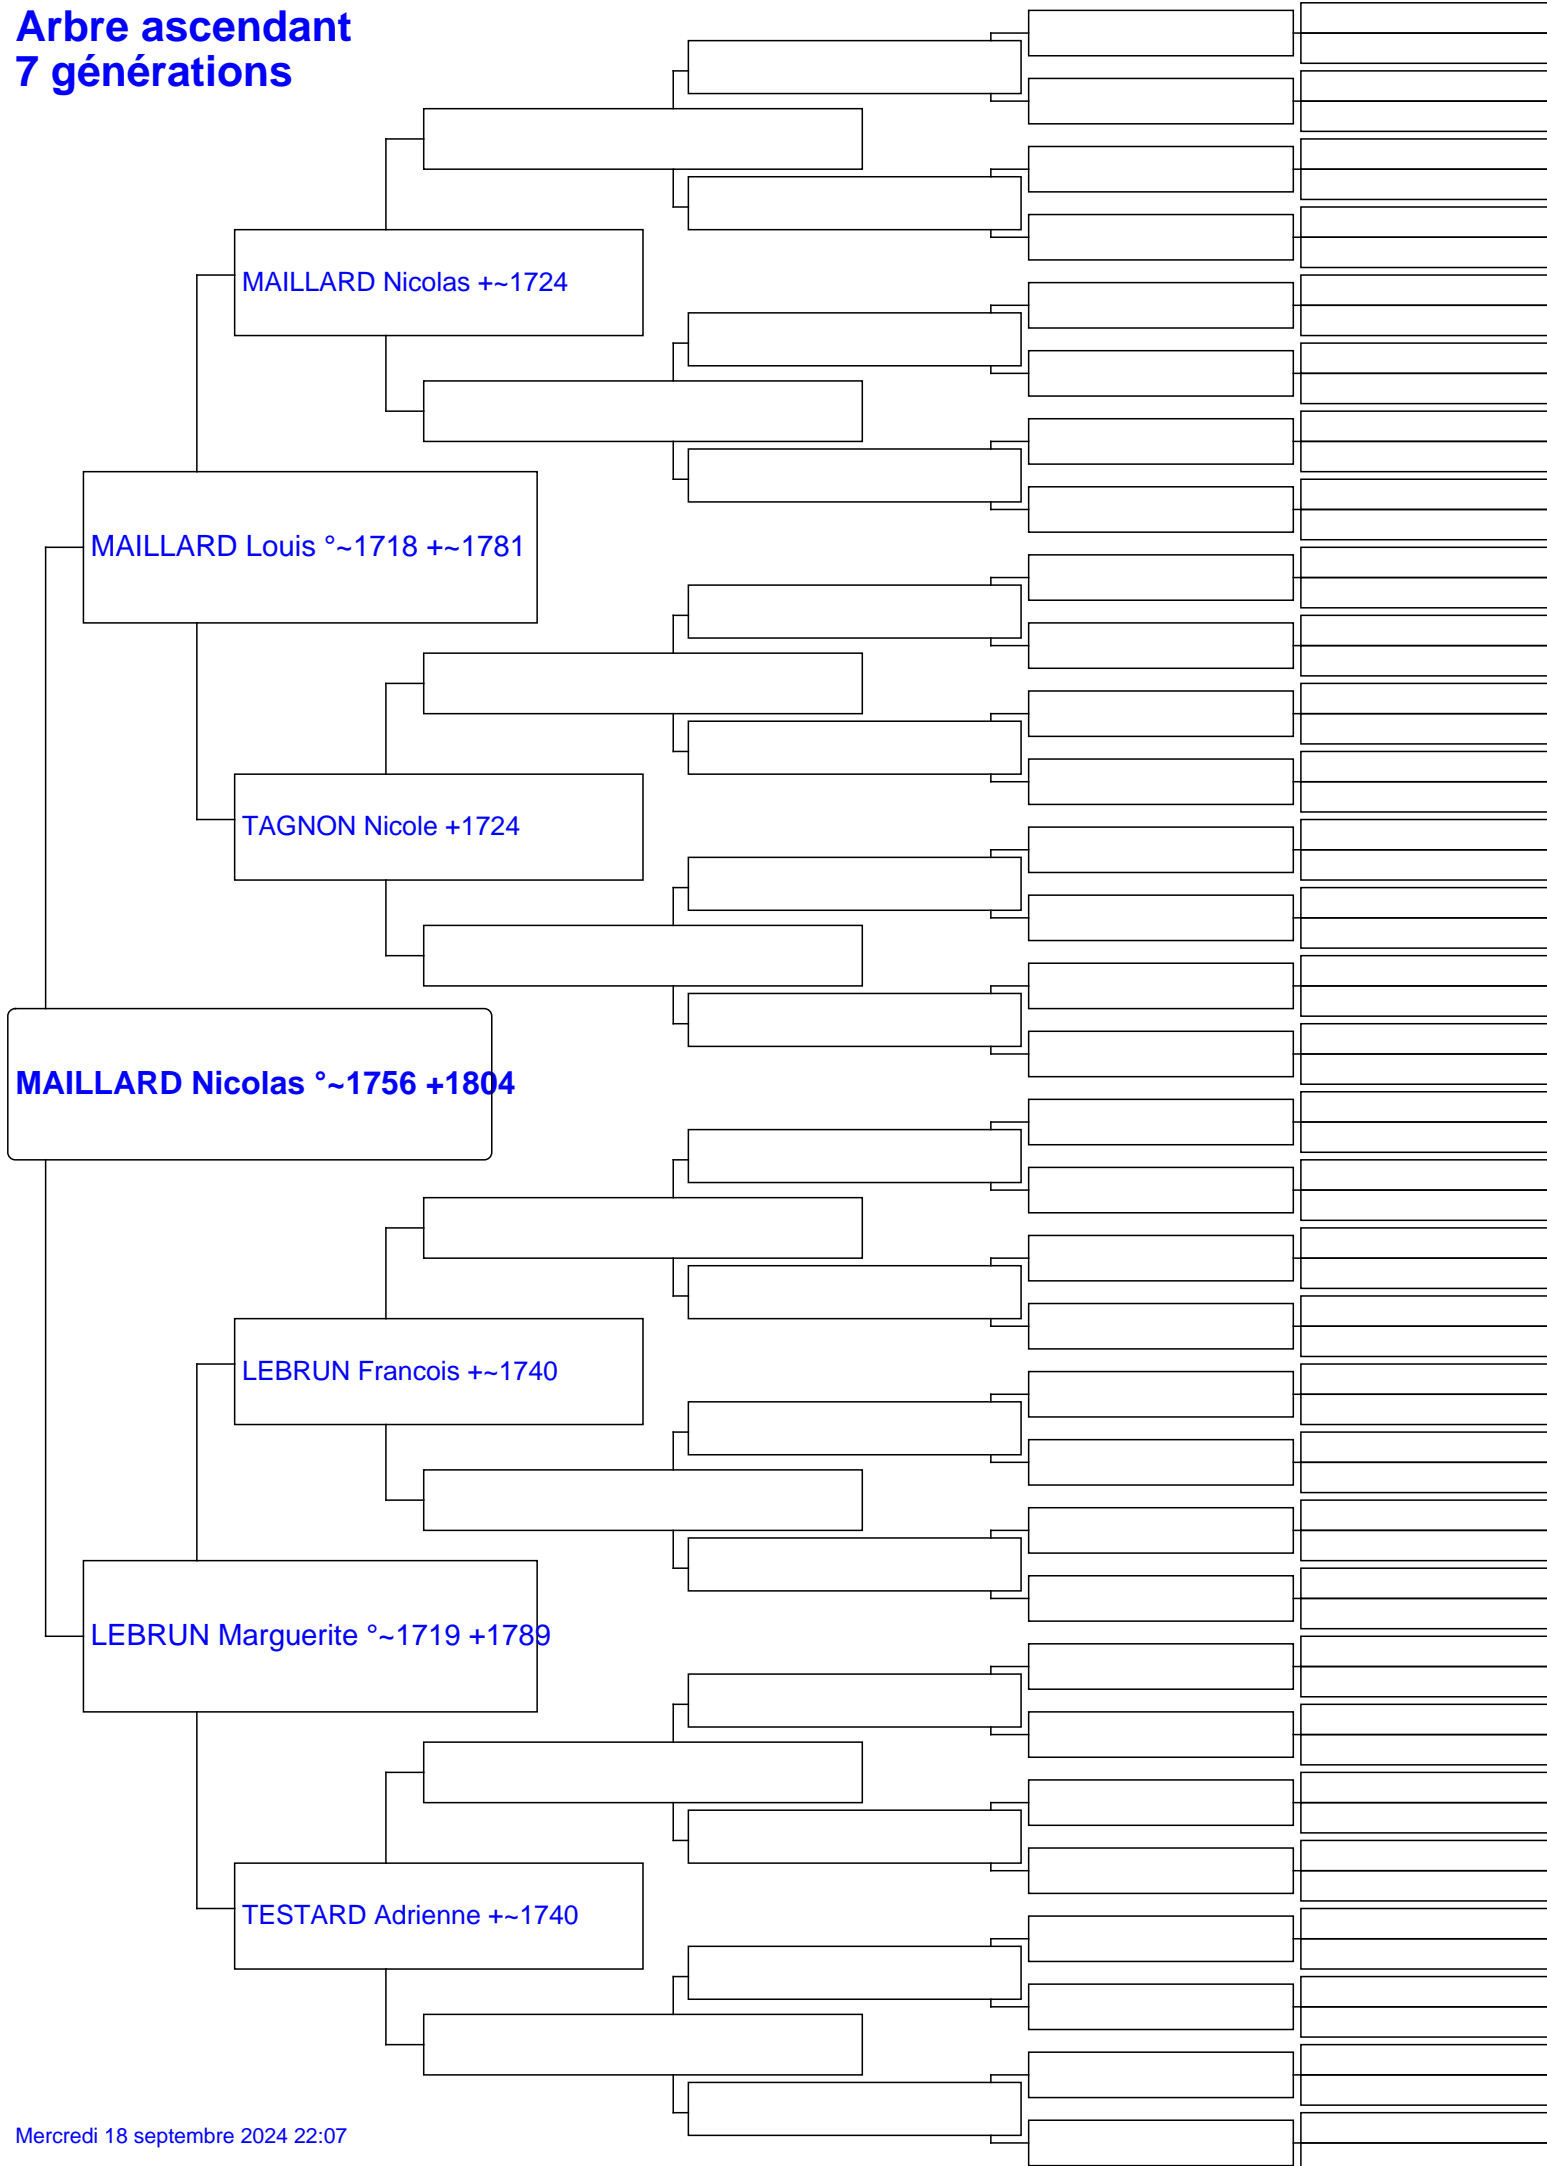 Arbre ascendant
7 générations
MAILLARD Nicolas +~1724
MAILLARD Louis °~1718 +~1781
TAGNON Nicole +1724
MAILLARD Nicolas °~1756 +1804
LEBRUN Francois +~1740
LEBRUN Marguerite °~1719 +1789
TESTARD Adrienne +~1740
Mercredi 18 septembre 2024 22:07